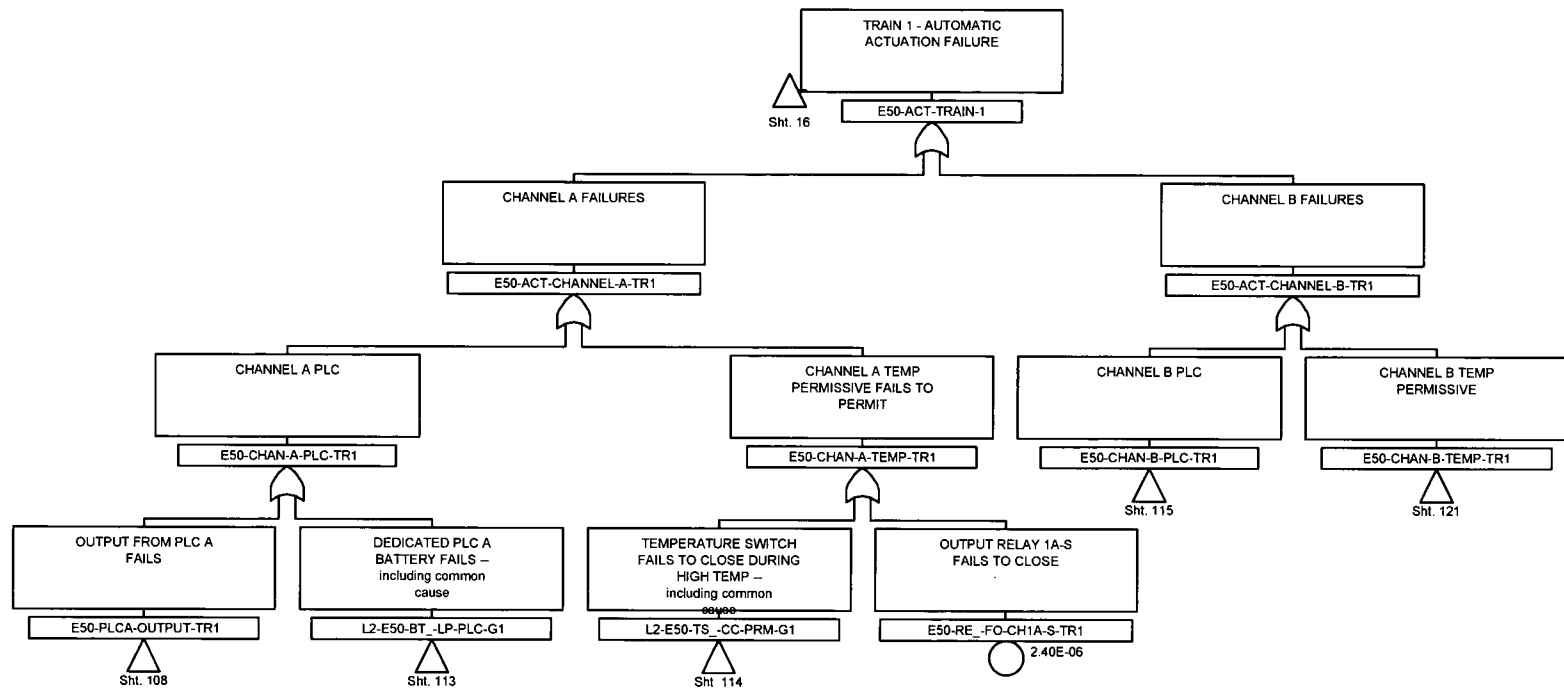 TRAIN 1 - AUTOMATIC
ACTUATION FAILURE
Sht. 16
E50-ACT-TRAIN-1
CHANNEL A FAILURES
E50-ACT-CHANNEL-A-TR1
CHANNEL B FAILURES
E50-ACT-CHANNEL-B-TR1
CHANNEL A PLC
E50-CHAN-A-PLC-TR1
CHANNEL A TEMP
PERMISSIVE FAILS TO
PERMIT
E50-CHAN-A-TEMP-TR1
CHANNEL B PLC
E50-CHAN-B-PLC-TR1
Sht. 115
CHANNEL B TEMP
PERMISSIVE
E50-CHAN-B-TEMP-TR1
Sht. 121
OUTPUT FROM PLC A
FAILS
E50-PLCA-OUTPUT-TR1
Sht. 108
DEDICATED PLC A
BATTERY FAILS –
including common
cause
L2-E50-BT_-LP-PLC-G1
Sht. 113
TEMPERATURE SWITCH
FAILS TO CLOSE DURING
HIGH TEMP –
including common
cause
L2-E50-TS_-CC-PRM-G1
Sht 114
OUTPUT RELAY 1A-S
FAILS TO CLOSE
E50-RE_-FO-CH1A-S-TR1
2.40E-06